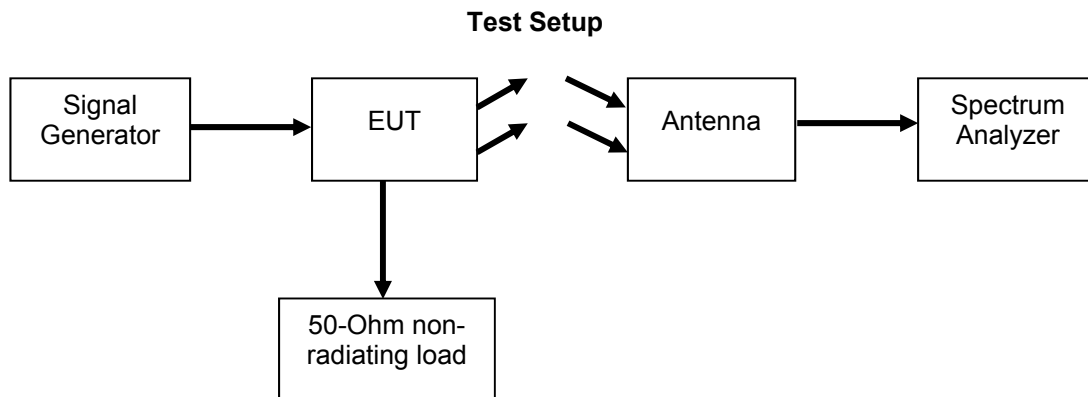 Test Setup
Signal
Generator
EUT
Antenna
Spectrum
Analyzer
50-Ohm non-
radiating load